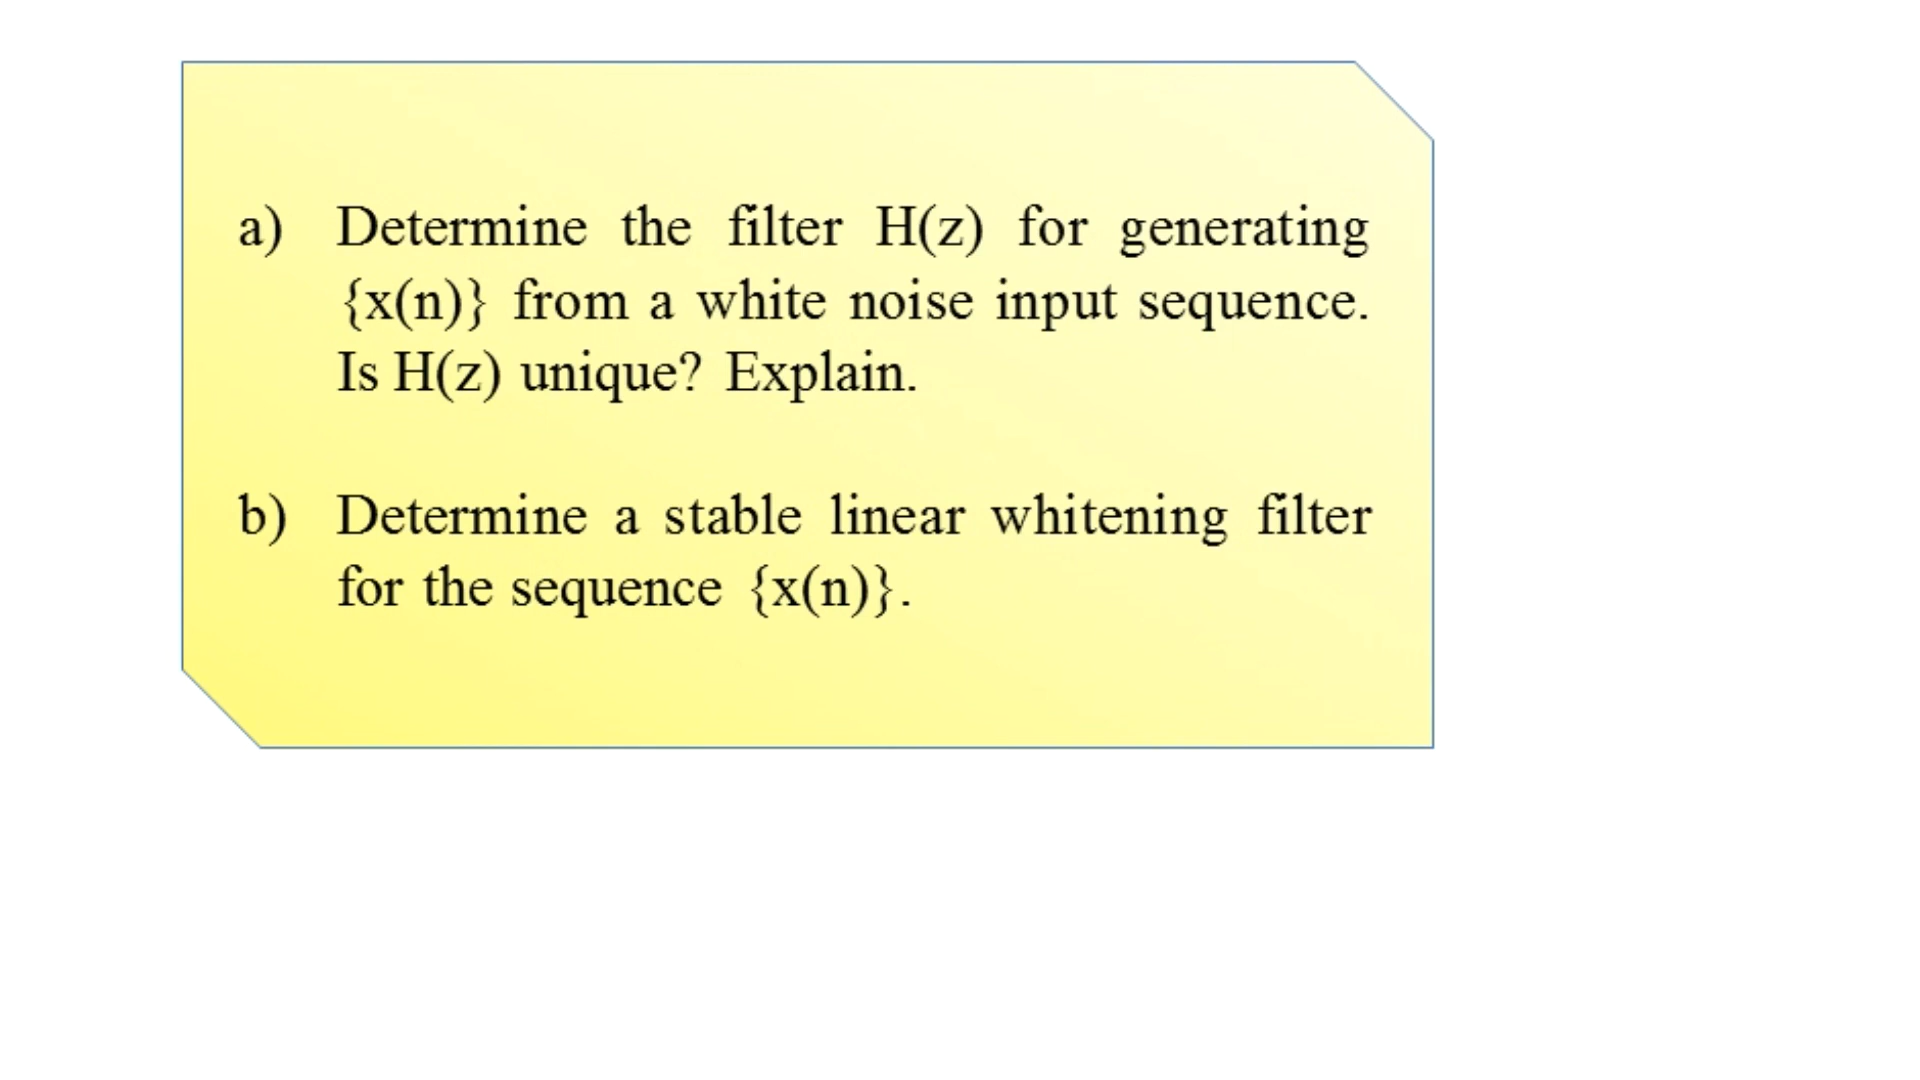 a) Determine the filter H(z) for generating
{x(n)} from a white noise input sequence.
Is H(z) unique? Explain.
b) Determine a stable linear whitening filter
for the sequence {x(n)}.